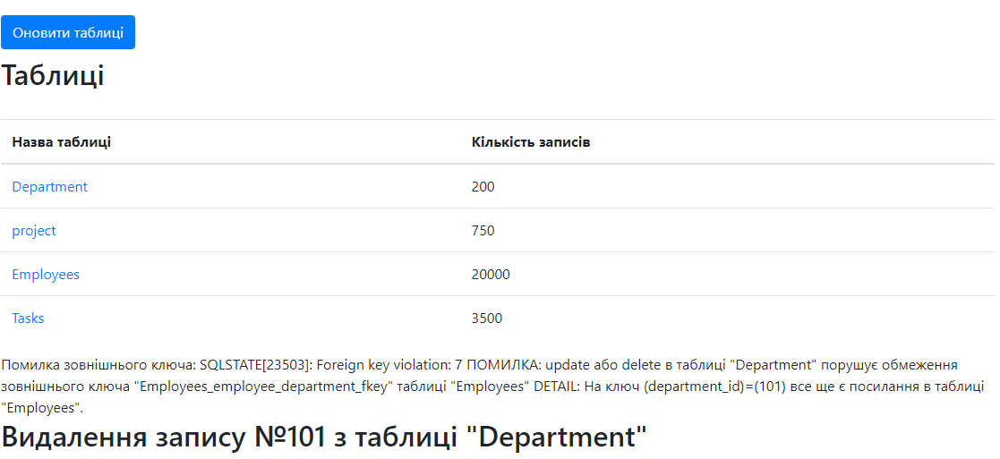 Оновити таблиці
Таблиці
Назва таблиці Кількість записів
Department 200
project 750
Employees 20000
Tasks 3500
Помилка зовнішнього ключа: SQLSTATE[23503]: Foreign key violation: 7 ПОМИЛКА: update або delete в таблиці "Department" порушує обмеження
зовнішнього ключа "Employees_employee_department_fkey" таблиці "Employees" DETAIL: На ключ (department_id)=(101) все ще є посилання в таблиці
"Employees".
Видалення запису №101 з таблиці "Department"